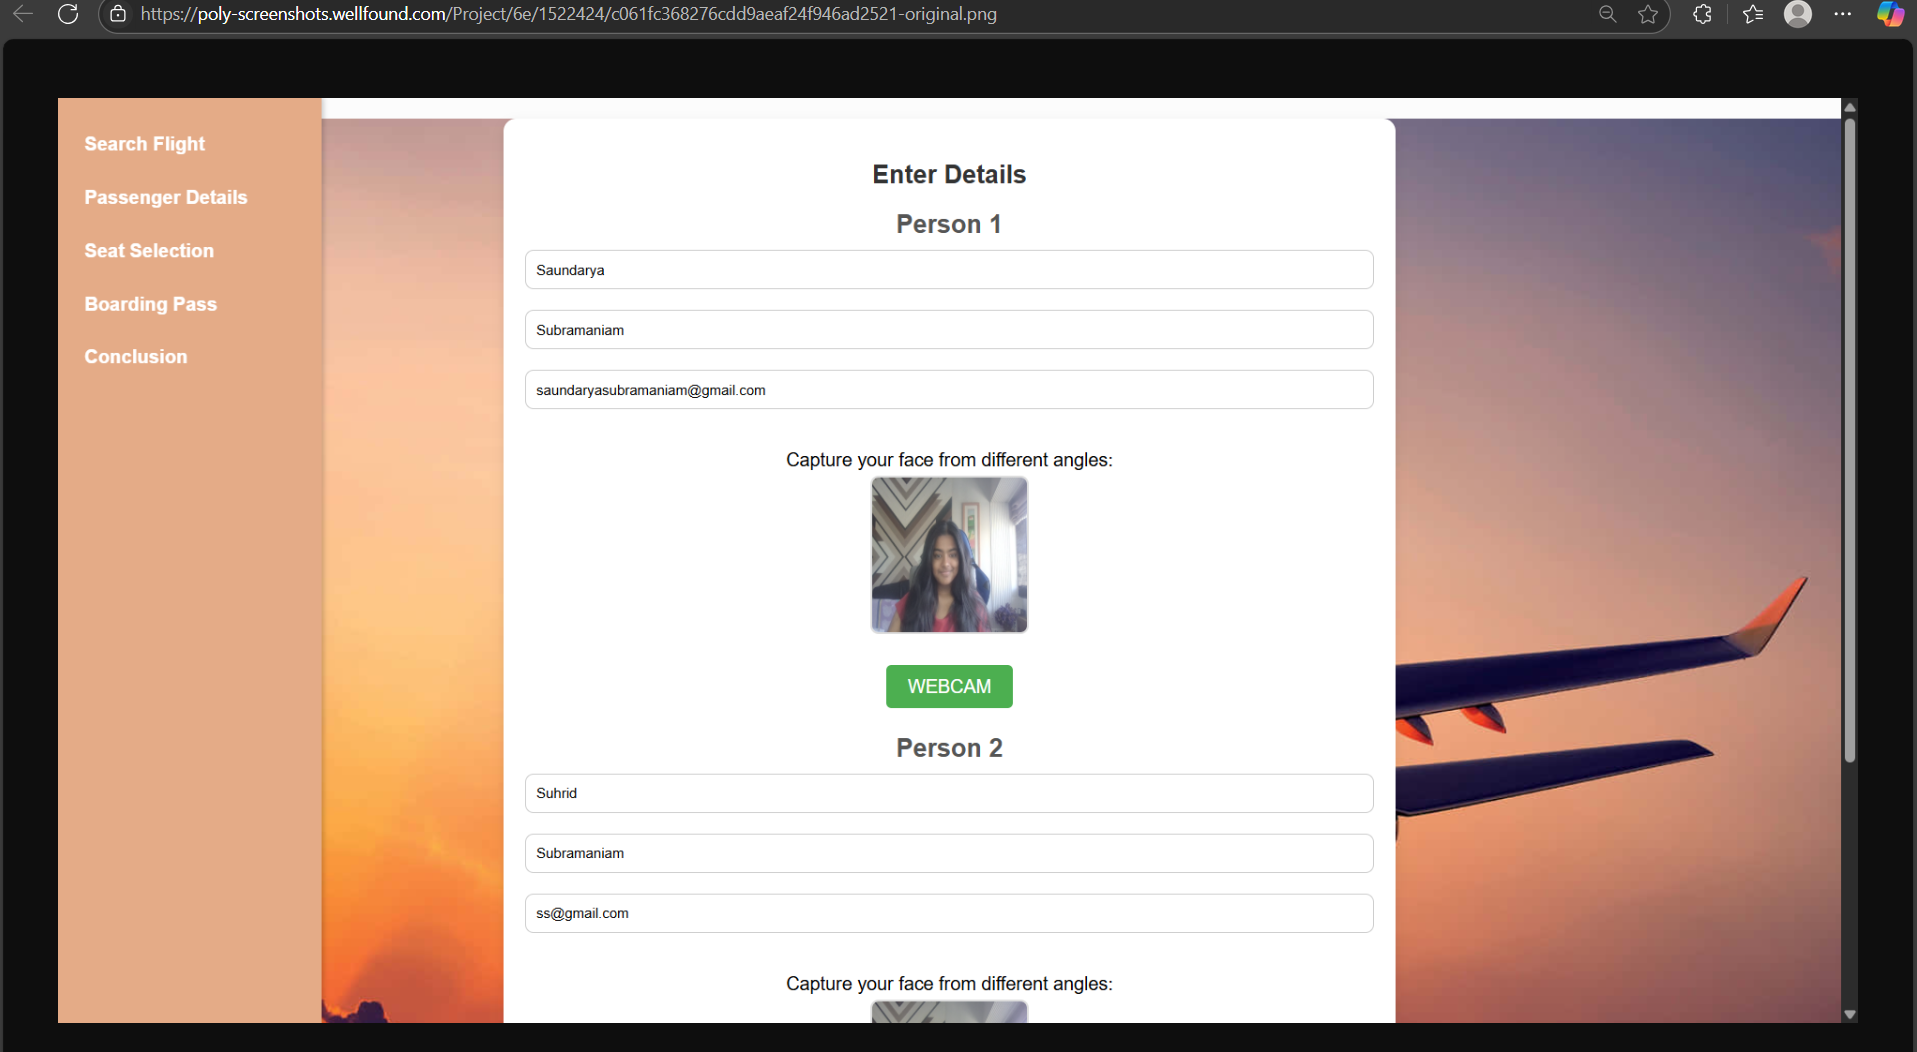 https://poly-screenshots.wellfound.com/Project/6e/1522424/c061fc368276cdd9aeaf24f946ad2521-original.png
Search Flight
Passenger Details
Seat Selection
Boarding Pass
Conclusion
Enter Details
Person 1
Saundarya
Subramaniam
saundaryasubramaniam@gmail.com
Capture your face from different angles:
WEBCAM
Person 2
Suhrid
Subramaniam
ss@gmail.com
Capture your face from different angles: